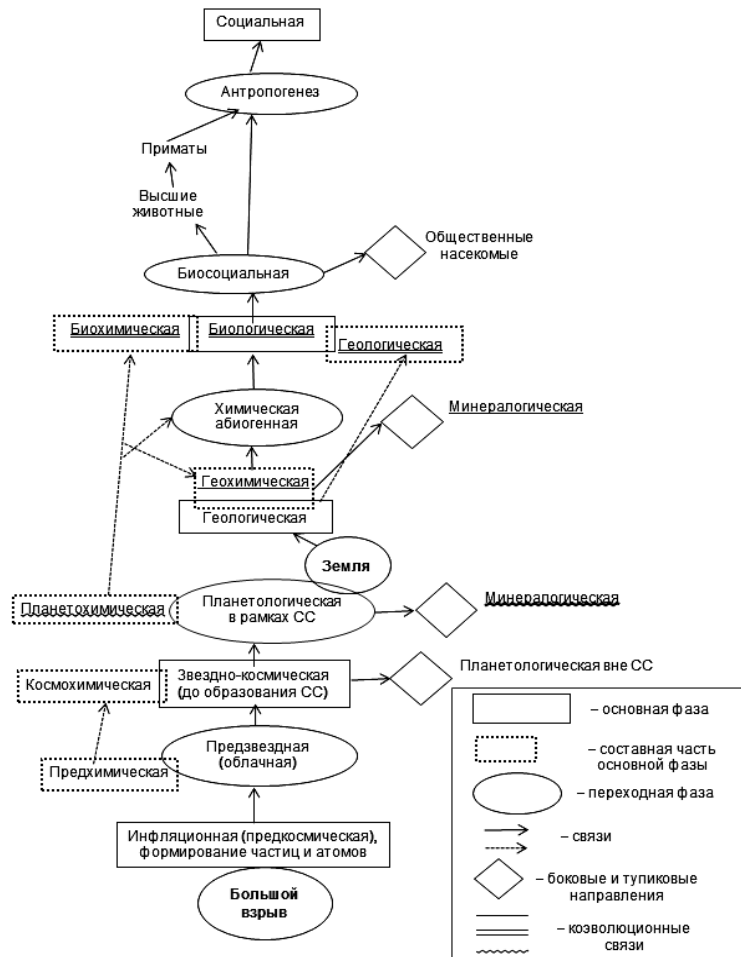 Социальная
Антропогенез
Приматы
Высшие
животные
Общественные
насекомые
Биосоциальная
Биохимическая
Биологическая
Геологическая
Химическая
абиогенная
Минералогическая
Геохимическая
Геологическая
Земля
Планетохимическая
Планетологическая
в рамках СС
Минералогическая
Космохимическая
Звездно-космическая
(до образования СС)
Планетологическая вне СС
Предхимическая
Предзвездная
(облачная)
Инфляционная (предкосмическая),
формирование частиц и атомов
Большой
взрыв
– основная фаза
– составная часть
основной фазы
– переходная фаза
– связи
– боковые и тупиковые
направления
– коэволюционные
связи